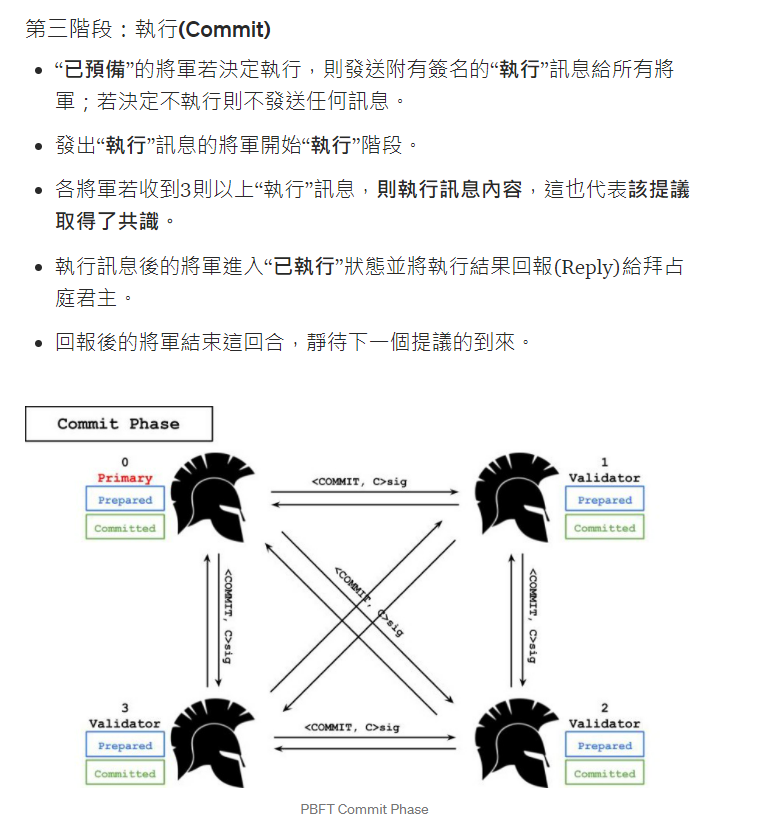 第三階段：執行(Commit)
“已預備”的將軍若決定執行，則發送附有簽名的“執行”訊息給所有將
軍；若決定不執行則不發送任何訊息。
發出“執行”訊息的將軍開始“執行”階段。
各將軍若收到3則以上“執行”訊息，則執行訊息內容，這也代表該提議
取得了共識。
執行訊息後的將軍進入“已執行”狀態並將執行結果回報(Reply)給拜占
庭君主。
回報後的將軍結束這回合，靜待下一個提議的到來。
Commit Phase
0
Primary
Prepared
Committed
<COMMIT, C>sig
1
Validator
Prepared
Committed
<COMMIT, C>sig
<COMMIT, C>sig
<COMMIT, C>sig
3
Validator
Prepared
Committed
<COMMIT, C>sig
2
Validator
Prepared
Committed
PBFT Commit Phase